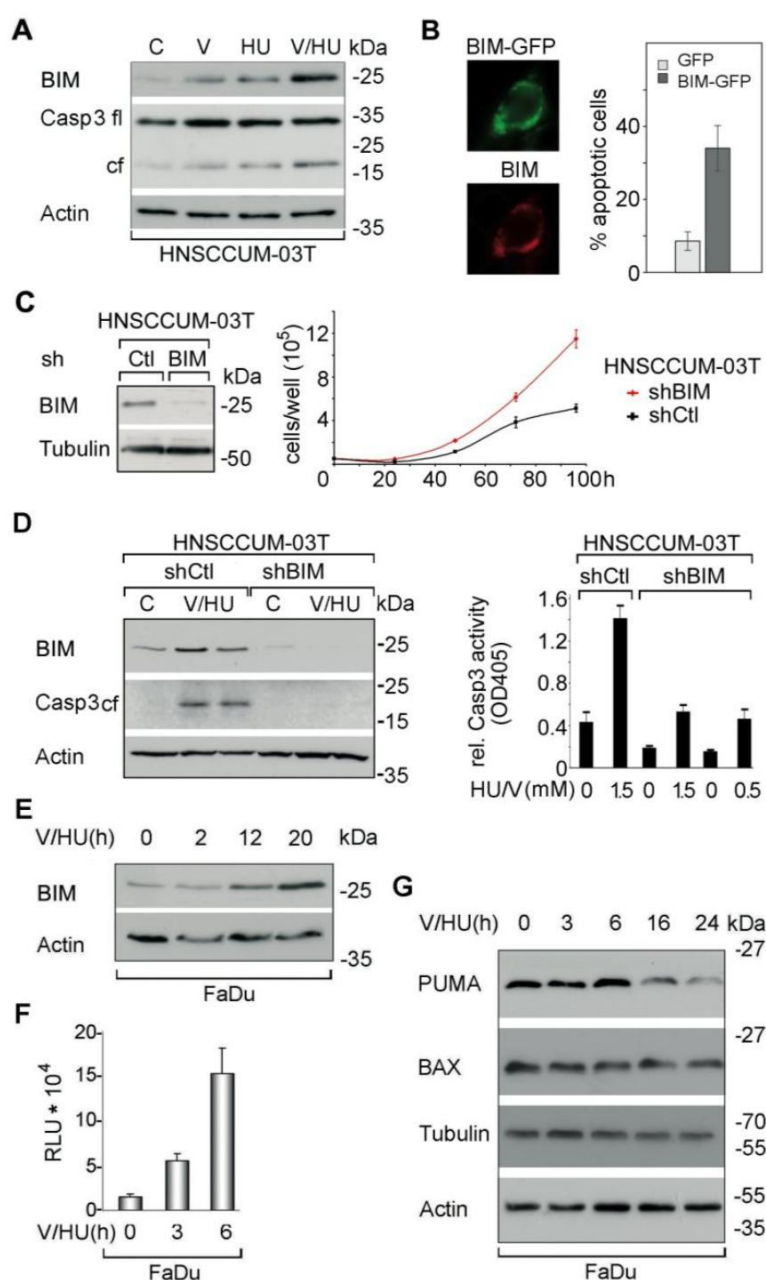 A
C V HU V/HU kDa
BIM
-25
Casp3 fl
-35
-25
cf
-15
Actin
-35
HNSCCUM-03T
B
BIM-GFP
BIM
GFP
BIM-GFP
% apoptotic cells
40
20
0
C
HNSCCUM-03T
sh Ctl BIM
kDa
BIM
-25
Tubulin
-50
cells/well (10⁵)
12
8
4
0 20 40 60 80 100h
HNSCCUM-03T
shBIM
shCtl
D
HNSCCUM-03T
shCtl shBIM
C V/HU C V/HU kDa
BIM
-25
Casp3cf
-25
-15
Actin
-35
HNSCCUM-03T
shCtl shBIM
rel. Casp3 activity
(OD405)
1.6
1.2
0.8
0.4
0
HU/V(mM) 0 1.5 0 1.5 0 0.5
E
V/HU(h) 0 2 12 20 kDa
BIM
-25
Actin
-35
FaDu
F
RLU * 10⁴
20
15
10
5
0
V/HU(h) 0 3 6
FaDu
G
V/HU(h) 0 3 6 16 24 kDa
-27
PUMA
-27
BAX
Tubulin
-70
-55
Actin
-55
-35
FaDu